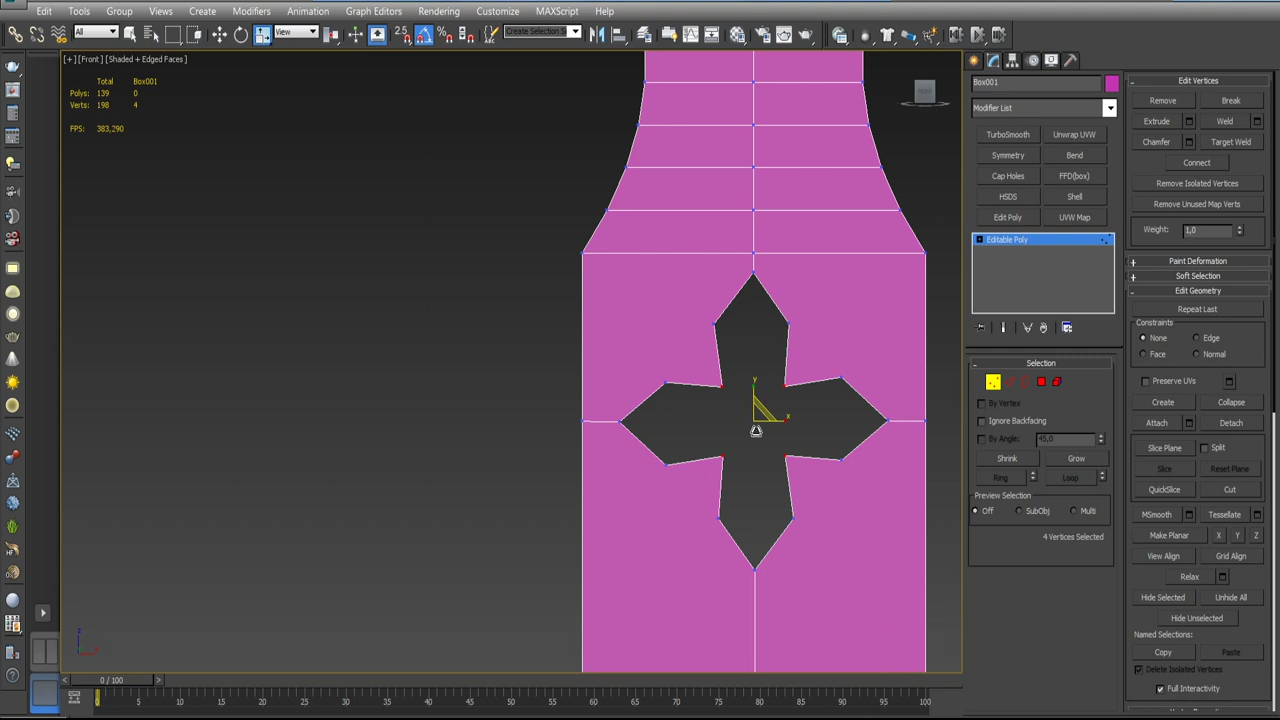 Edit Tools Group Views Create Modifiers Animation Graph Editors Rendering Customize MAXScript Help
All View 2.5 Create Selection S
[+] [Front] [Shaded + Edged Faces]
Total Box001
Polys: 139 0
Verts: 198 4
FPS: 383,290
y
x
z
Box001
Modifier List
TurboSmooth Unwrap UVW
Symmetry Bend
Cap Holes FFD(box)
HSDS Shell
Edit Poly UVW Map
Editable Poly
Selection
By Vertex
Ignore Backfacing
By Angle: 45,0
Shrink Grow
Ring Loop
Preview Selection
Off SubObj Multi
4 Vertices Selected
Edit Vertices
Remove Break
Extrude Weld
Chamfer Target Weld
Connect
Remove Isolated Vertices
Remove Unused Map Verts
Weight: 1,0
Paint Deformation
Soft Selection
Edit Geometry
Repeat Last
Constraints
None Edge
Face Normal
Preserve UVs
Create Collapse
Attach Detach
Slice Plane Split
Slice Reset Plane
QuickSlice Cut
MSmooth Tessellate
Make Planar X Y Z
View Align Grid Align
Relax
Hide Selected Unhide All
Hide Unselected
Named Selections:
Copy Paste
Delete Isolated Vertices
Full Interactivity
< 0 / 100 >
0 5 10 15 20 25 30 35 40 45 50 55 60 65 70 75 80 85 90 95 100